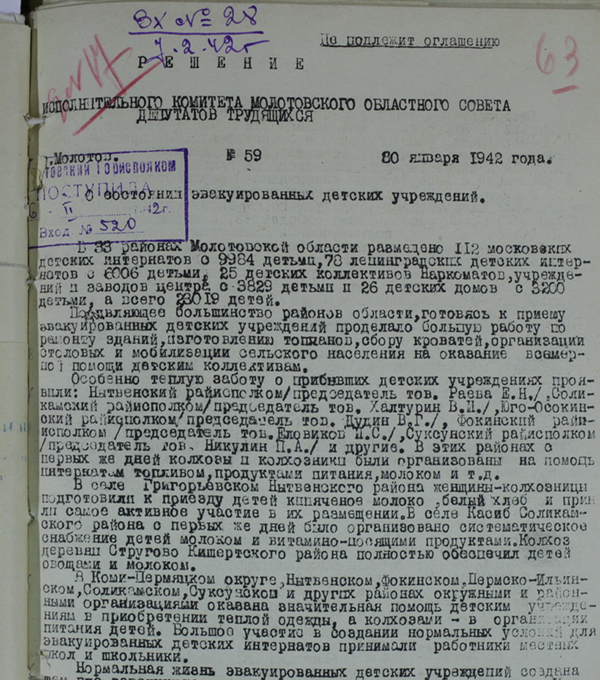 Вх № 28
7.2.42г
Не подлежит оглашению
63
РЕШЕНИЕ
ИСПОЛНИТЕЛЬНОГО КОМИТЕТА МОЛОТОВСКОГО ОБЛАСТНОГО СОВЕТА
ДЕПУТАТОВ ТРУДЯЩИХСЯ
г.Молотов. № 59 30 января 1942 года.
Горисполком
ПОСТУПИЛА
II 1942г.
Вход № 520
О состоянии эвакуированных детских учреждений.
В 33 районах Молотовской области размещено 112 московских
детских интернатов с 9984 детьми, 78 ленинградских детских интер-
натов с 6006 детьми, 25 детских коллективов Наркоматов,учрежде-
ний и заводов центра с 3829 детьми и 26 детских домов с 3200
детьми, а всего 23019 детей.
Подавляющее большинство районов области,готовясь к приему
эвакуированных детских учреждений проделало большую работу по
ремонту зданий,изготовлению топчанов,сбору кроватей,организации
столовых и мобилизации сельского населения на оказание всемер-
ной помощи детским коллективам.
Особенно теплую заботу о прибывших детских учреждениях проя-
вили: Нытвенский райисполком/председатель тов. Раева Е.Н/,Соли-
камский райисполком/председатель тов. Халтурин В.И./,Юго-Осокин-
ский райисполком/председатель тов. Дудин В.Г./, Фокинский райи-
исполком /председатель тов.Еловиков П.С./,Суксунский райисполком
/председатель тов. Никулин П.А./ и другие. В этих районах с
первых же дней колхозы и колхозники были организованы на помощь
интернатам топливом,продуктами питания,молоком и т.д.
В селе Григорьевском Нытвенского района женщины-колхозницы
подготовили к приезду детей кипяченое молоко ,белый хлеб и при-
ли самое активное участие в их размещении.В селе Касиб Соликам-
ского района с первых же дней было организовано систематическое
снабжение детей молоком и витамино-носящими продуктами.Колхоз
деревни Стругово Кишертского района полностью обеспечил детей
овощами и молоком.
В Коми-Пермяцком округе,Нытвенском,Фокинском,Пермско-Ильин-
ском,Соликамском,Суксунском и других районах окружными и район-
ными организациями оказана значительная помощь детским учрежде-
ниям в приобретении теплой одежды, а колхозами - в организации
питания детей. Большое участие в создании нормальных условий для
эвакуированных детских интернатов принимали работники местных
школ и школьники.
Нормальная жизнь эвакуированных детских учреждений создана